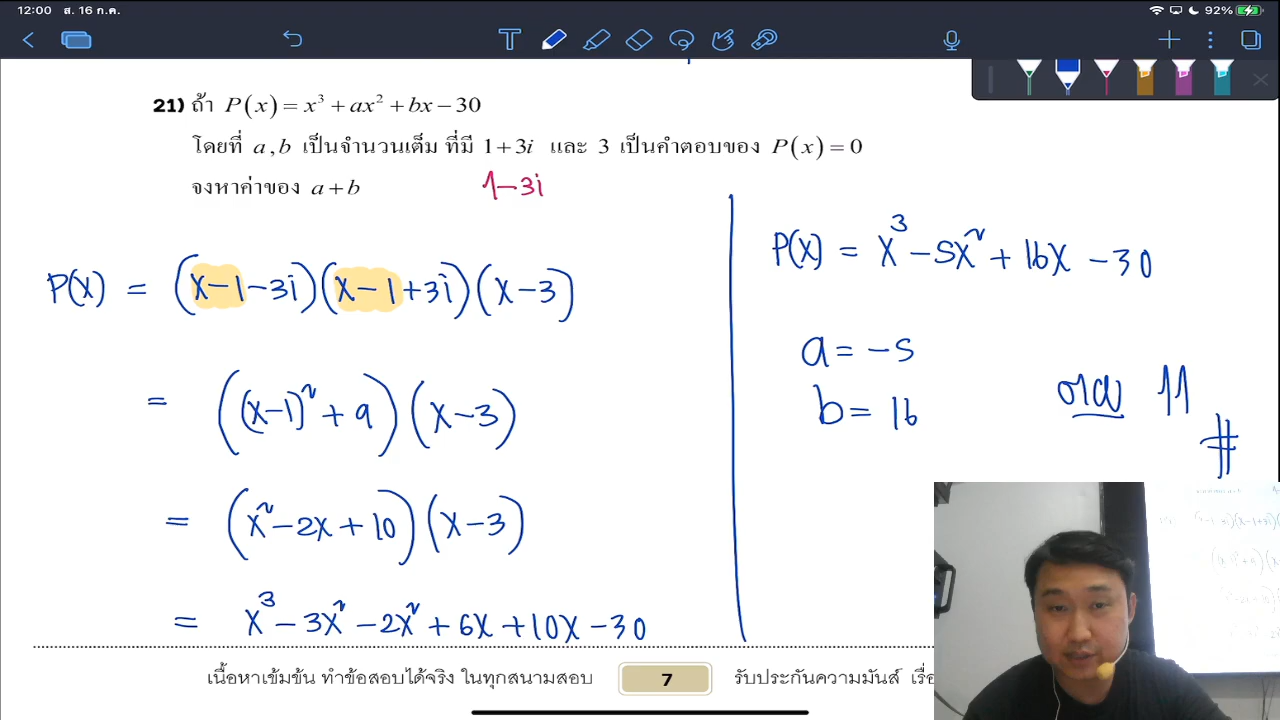 12:00 ส. 16 ก.ค.
92%
21) ถ้า P(x) = x³ + ax² + bx − 30
โดยที่ a, b เป็นจำนวนเต็ม ที่มี 1 + 3i และ 3 เป็นคำตอบของ P(x) = 0
จงหาค่าของ a + b
1−3i
P(x) = (x−1−3i)(x−1+3i)(x−3)
= ((x−1)² + 9)(x−3)
= (x²−2x+10)(x−3)
= x³ − 3x² − 2x² + 6x + 10x − 30
P(x) = x³ − 5x² + 16x − 30
a = −5
b = 16
ตอบ 11
#
เนื้อหาเข้มข้น ทำข้อสอบได้จริง ในทุกสนามสอบ
7
รับประกันความมันส์ เรื่อ